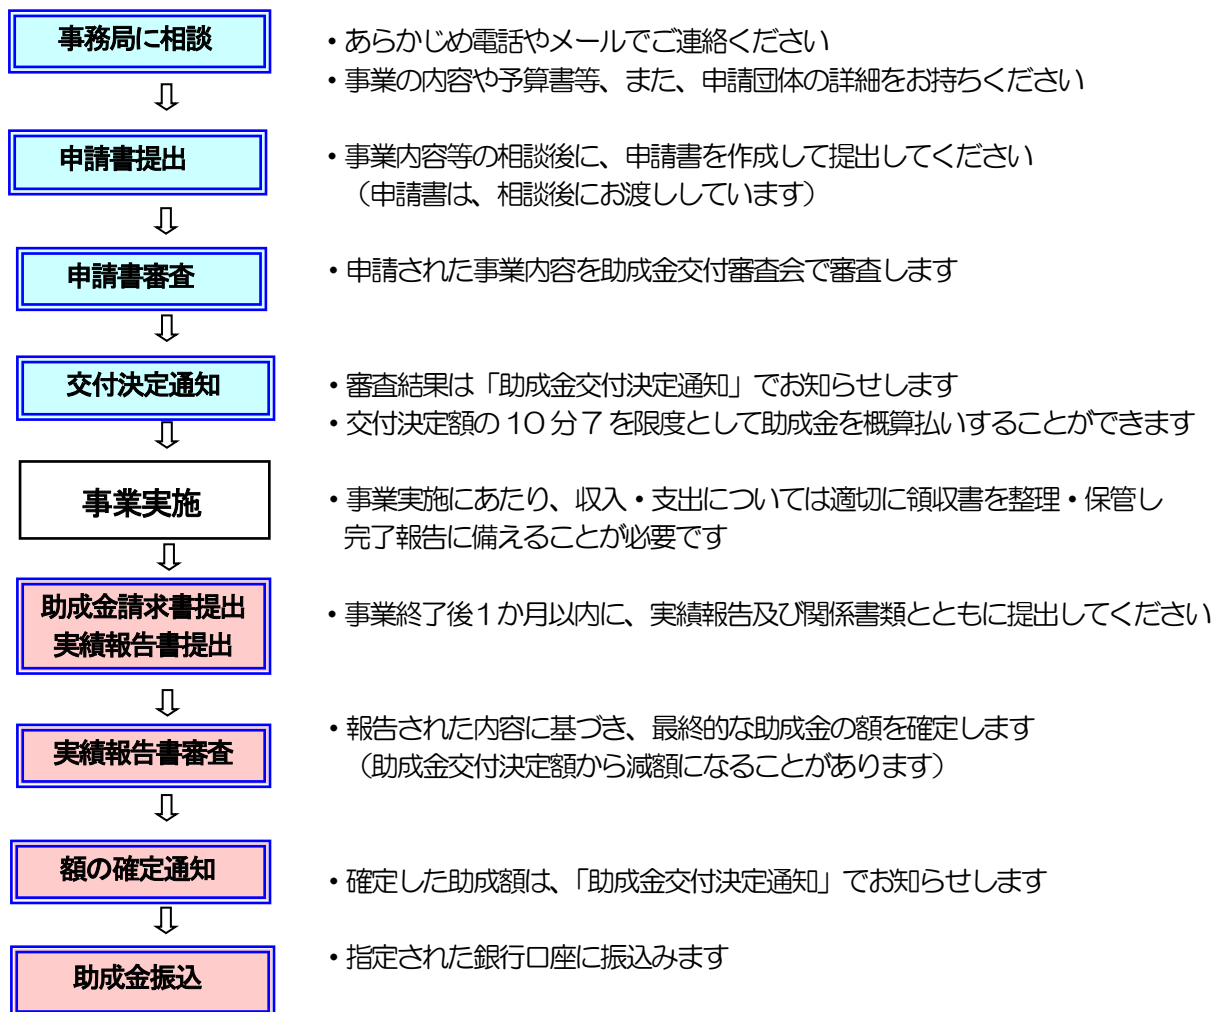 事務局に相談
・あらかじめ電話やメールでご連絡ください
・事業の内容や予算書等、また、申請団体の詳細をお持ちください
⇩
申請書提出
・事業内容等の相談後に、申請書を作成して提出してください
（申請書は、相談後にお渡ししています）
⇩
申請書審査
・申請された事業内容を助成金交付審査会で審査します
⇩
交付決定通知
・審査結果は「助成金交付決定通知」でお知らせします
・交付決定額の 10 分 7 を限度として助成金を概算払いすることができます
⇩
事業実施
・事業実施にあたり、収入・支出については適切に領収書を整理・保管し
完了報告に備えることが必要です
⇩
助成金請求書提出
実績報告書提出
・事業終了後１か月以内に、実績報告及び関係書類とともに提出してください
⇩
実績報告書審査
・報告された内容に基づき、最終的な助成金の額を確定します
（助成金交付決定額から減額になることがあります）
⇩
額の確定通知
・確定した助成額は、「助成金交付決定通知」でお知らせします
⇩
助成金振込
・指定された銀行口座に振込みます